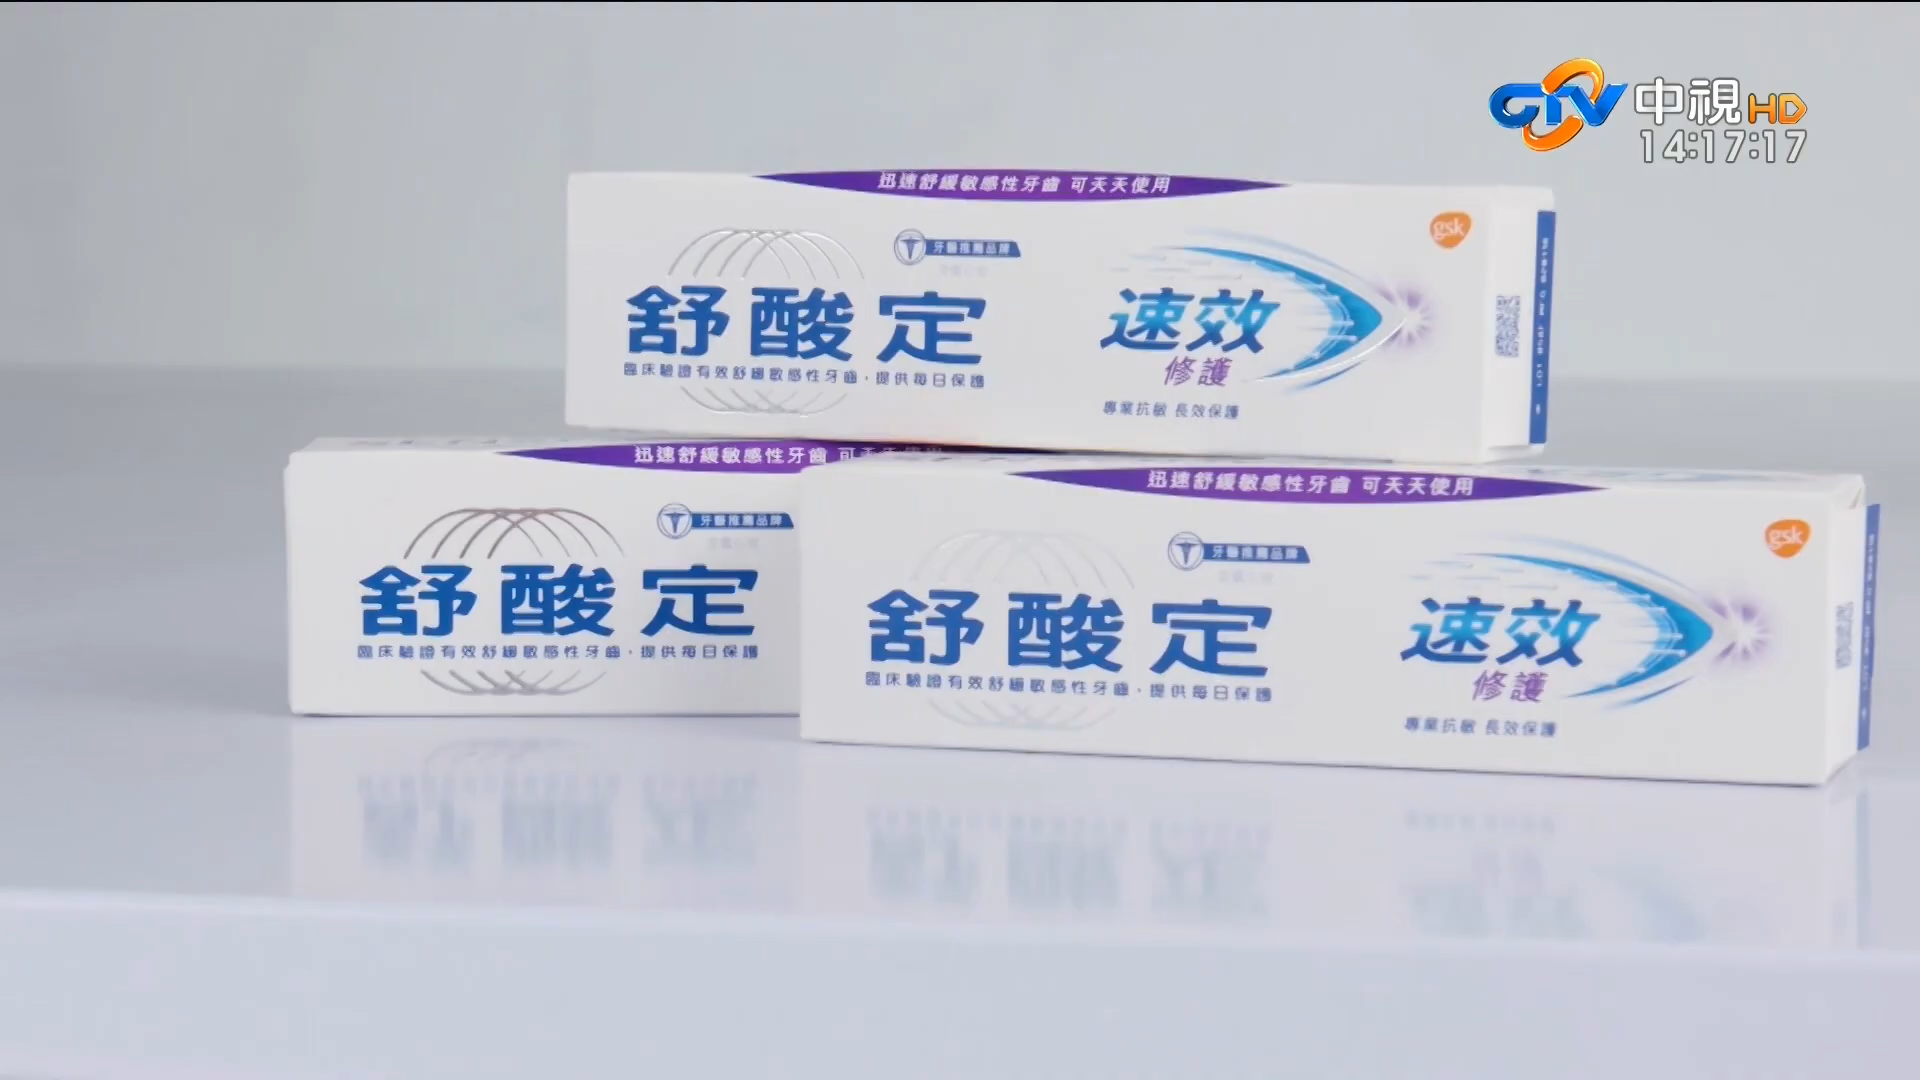 CTV 中視 HD
14:17:17
迅速舒緩敏感性牙齒 可天天使用
gsk
牙醫推薦品牌
舒酸定
速效
修護
臨床驗證有效舒緩敏感性牙齒，提供每日保護
專業抗敏 長效保護
迅速舒緩敏感性牙齒
牙醫推薦品牌
舒酸定
臨床驗證有效舒緩敏感性牙齒，提供每日保護
迅速舒緩敏感性牙齒 可天天使用
gsk
牙醫推薦品牌
舒酸定
速效
修護
臨床驗證有效舒緩敏感性牙齒，提供每日保護
專業抗敏 長效保護